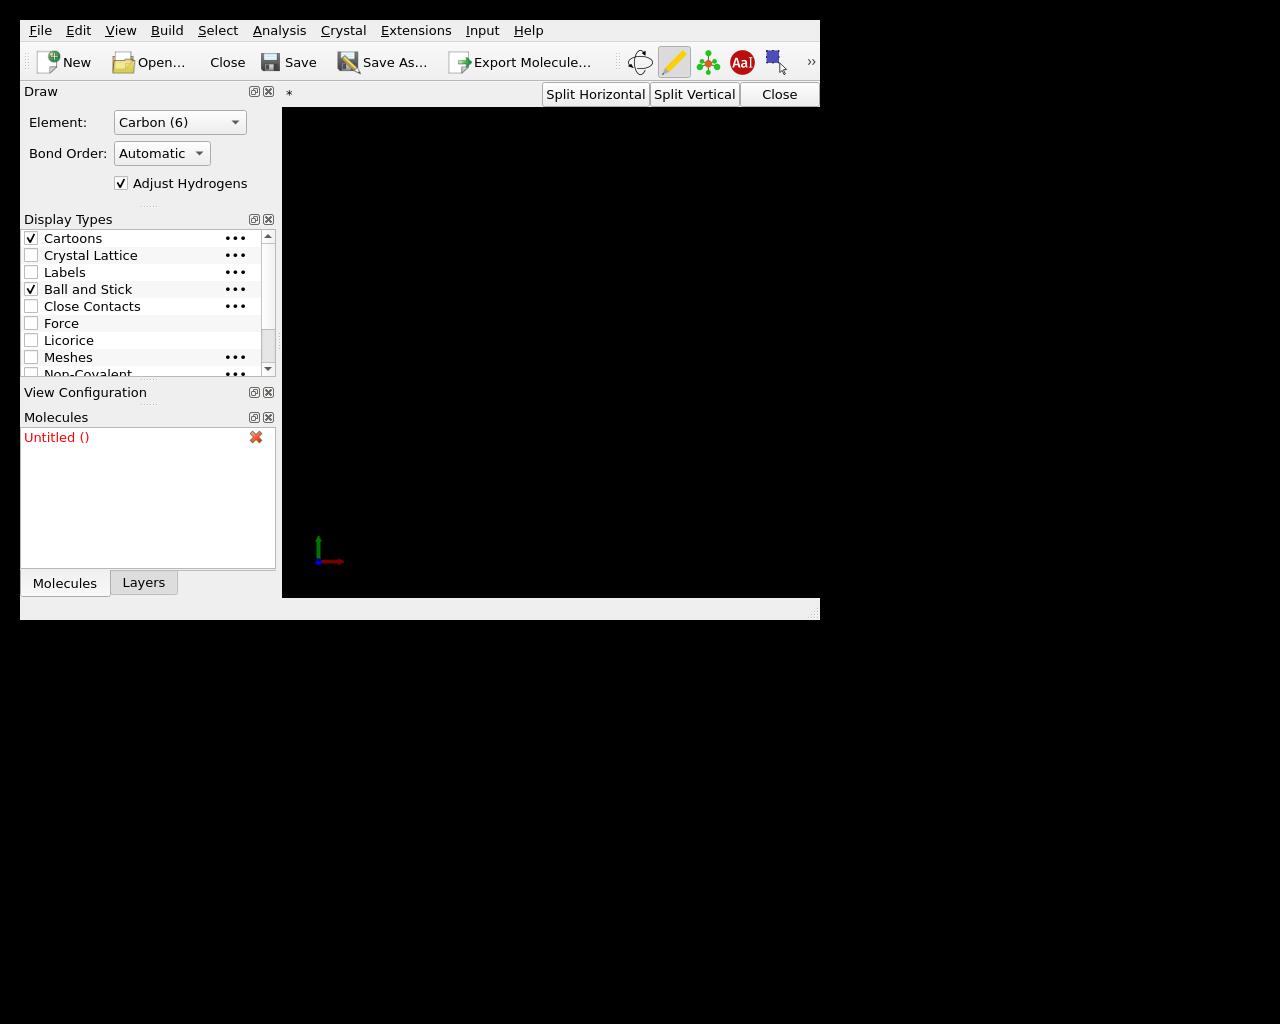 File Edit View Build Select Analysis Crystal Extensions Input Help
New Open... Close Save Save As... Export Molecule... AaI ››
Draw
* Split Horizontal Split Vertical Close
Element: Carbon (6)
Bond Order: Automatic
Adjust Hydrogens
Display Types
Cartoons •••
Crystal Lattice •••
Labels •••
Ball and Stick •••
Close Contacts •••
Force
Licorice
Meshes •••
Non-Covalent •••
View Configuration
Molecules
Untitled ()
Molecules Layers